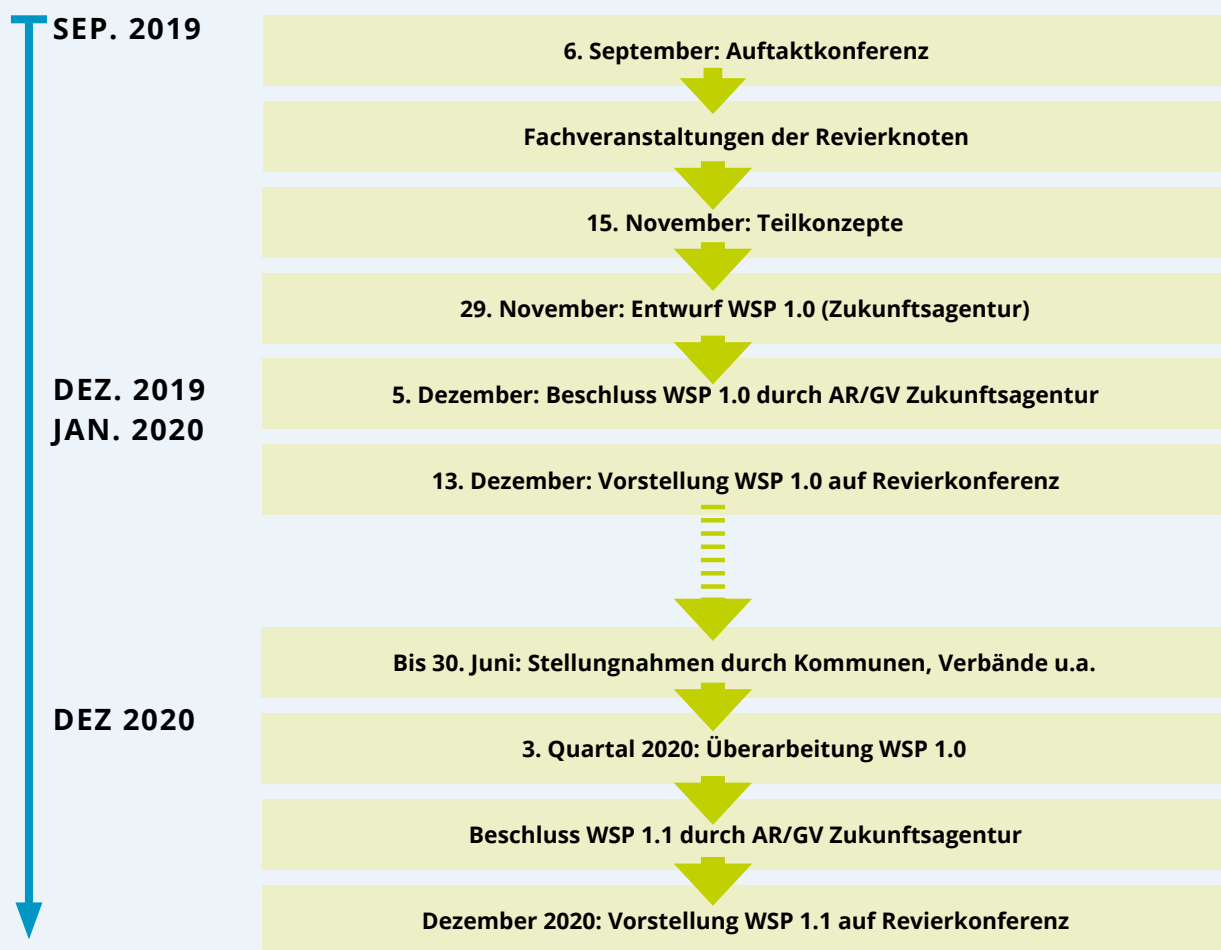 SEP. 2019
6. September: Auftaktkonferenz
Fachveranstaltungen der Revierknoten
15. November: Teilkonzepte
29. November: Entwurf WSP 1.0 (Zukunftsagentur)
DEZ. 2019
JAN. 2020
5. Dezember: Beschluss WSP 1.0 durch AR/GV Zukunftsagentur
13. Dezember: Vorstellung WSP 1.0 auf Revierkonferenz
Bis 30. Juni: Stellungnahmen durch Kommunen, Verbände u.a.
DEZ 2020
3. Quartal 2020: Überarbeitung WSP 1.0
Beschluss WSP 1.1 durch AR/GV Zukunftsagentur
Dezember 2020: Vorstellung WSP 1.1 auf Revierkonferenz